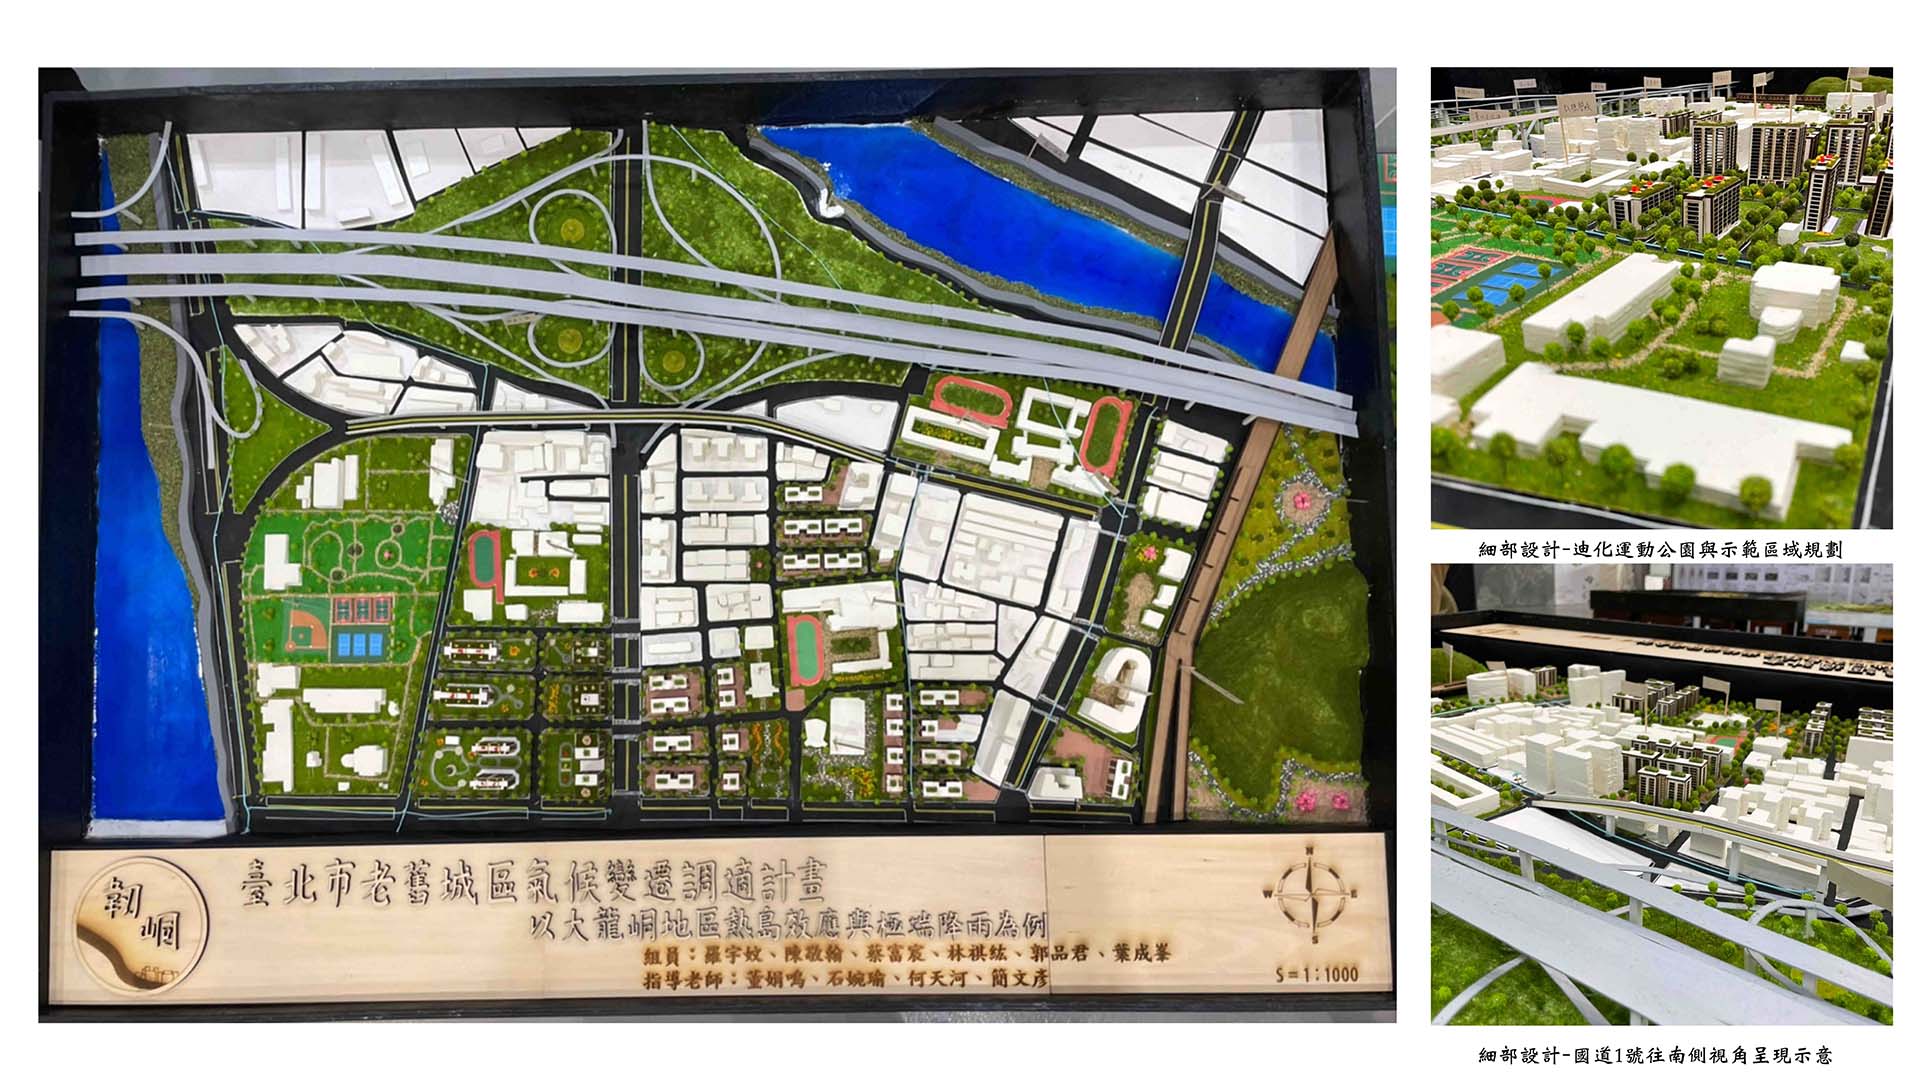 臺北市老舊城區氣候變遷調適計畫
以大龍峒地區熱島效應與極端降雨為例
組員：羅宇妏、陳敬翰、蔡富宸、林祺紘、郭品君、葉成峯
指導老師：董娟鳴、石婉瑜、何天河、簡文彥
韌峒
N
W E
S
S=1:1000
細部設計-迪化運動公園與示範區域規劃
細部設計-國道1號往南側視角呈現示意